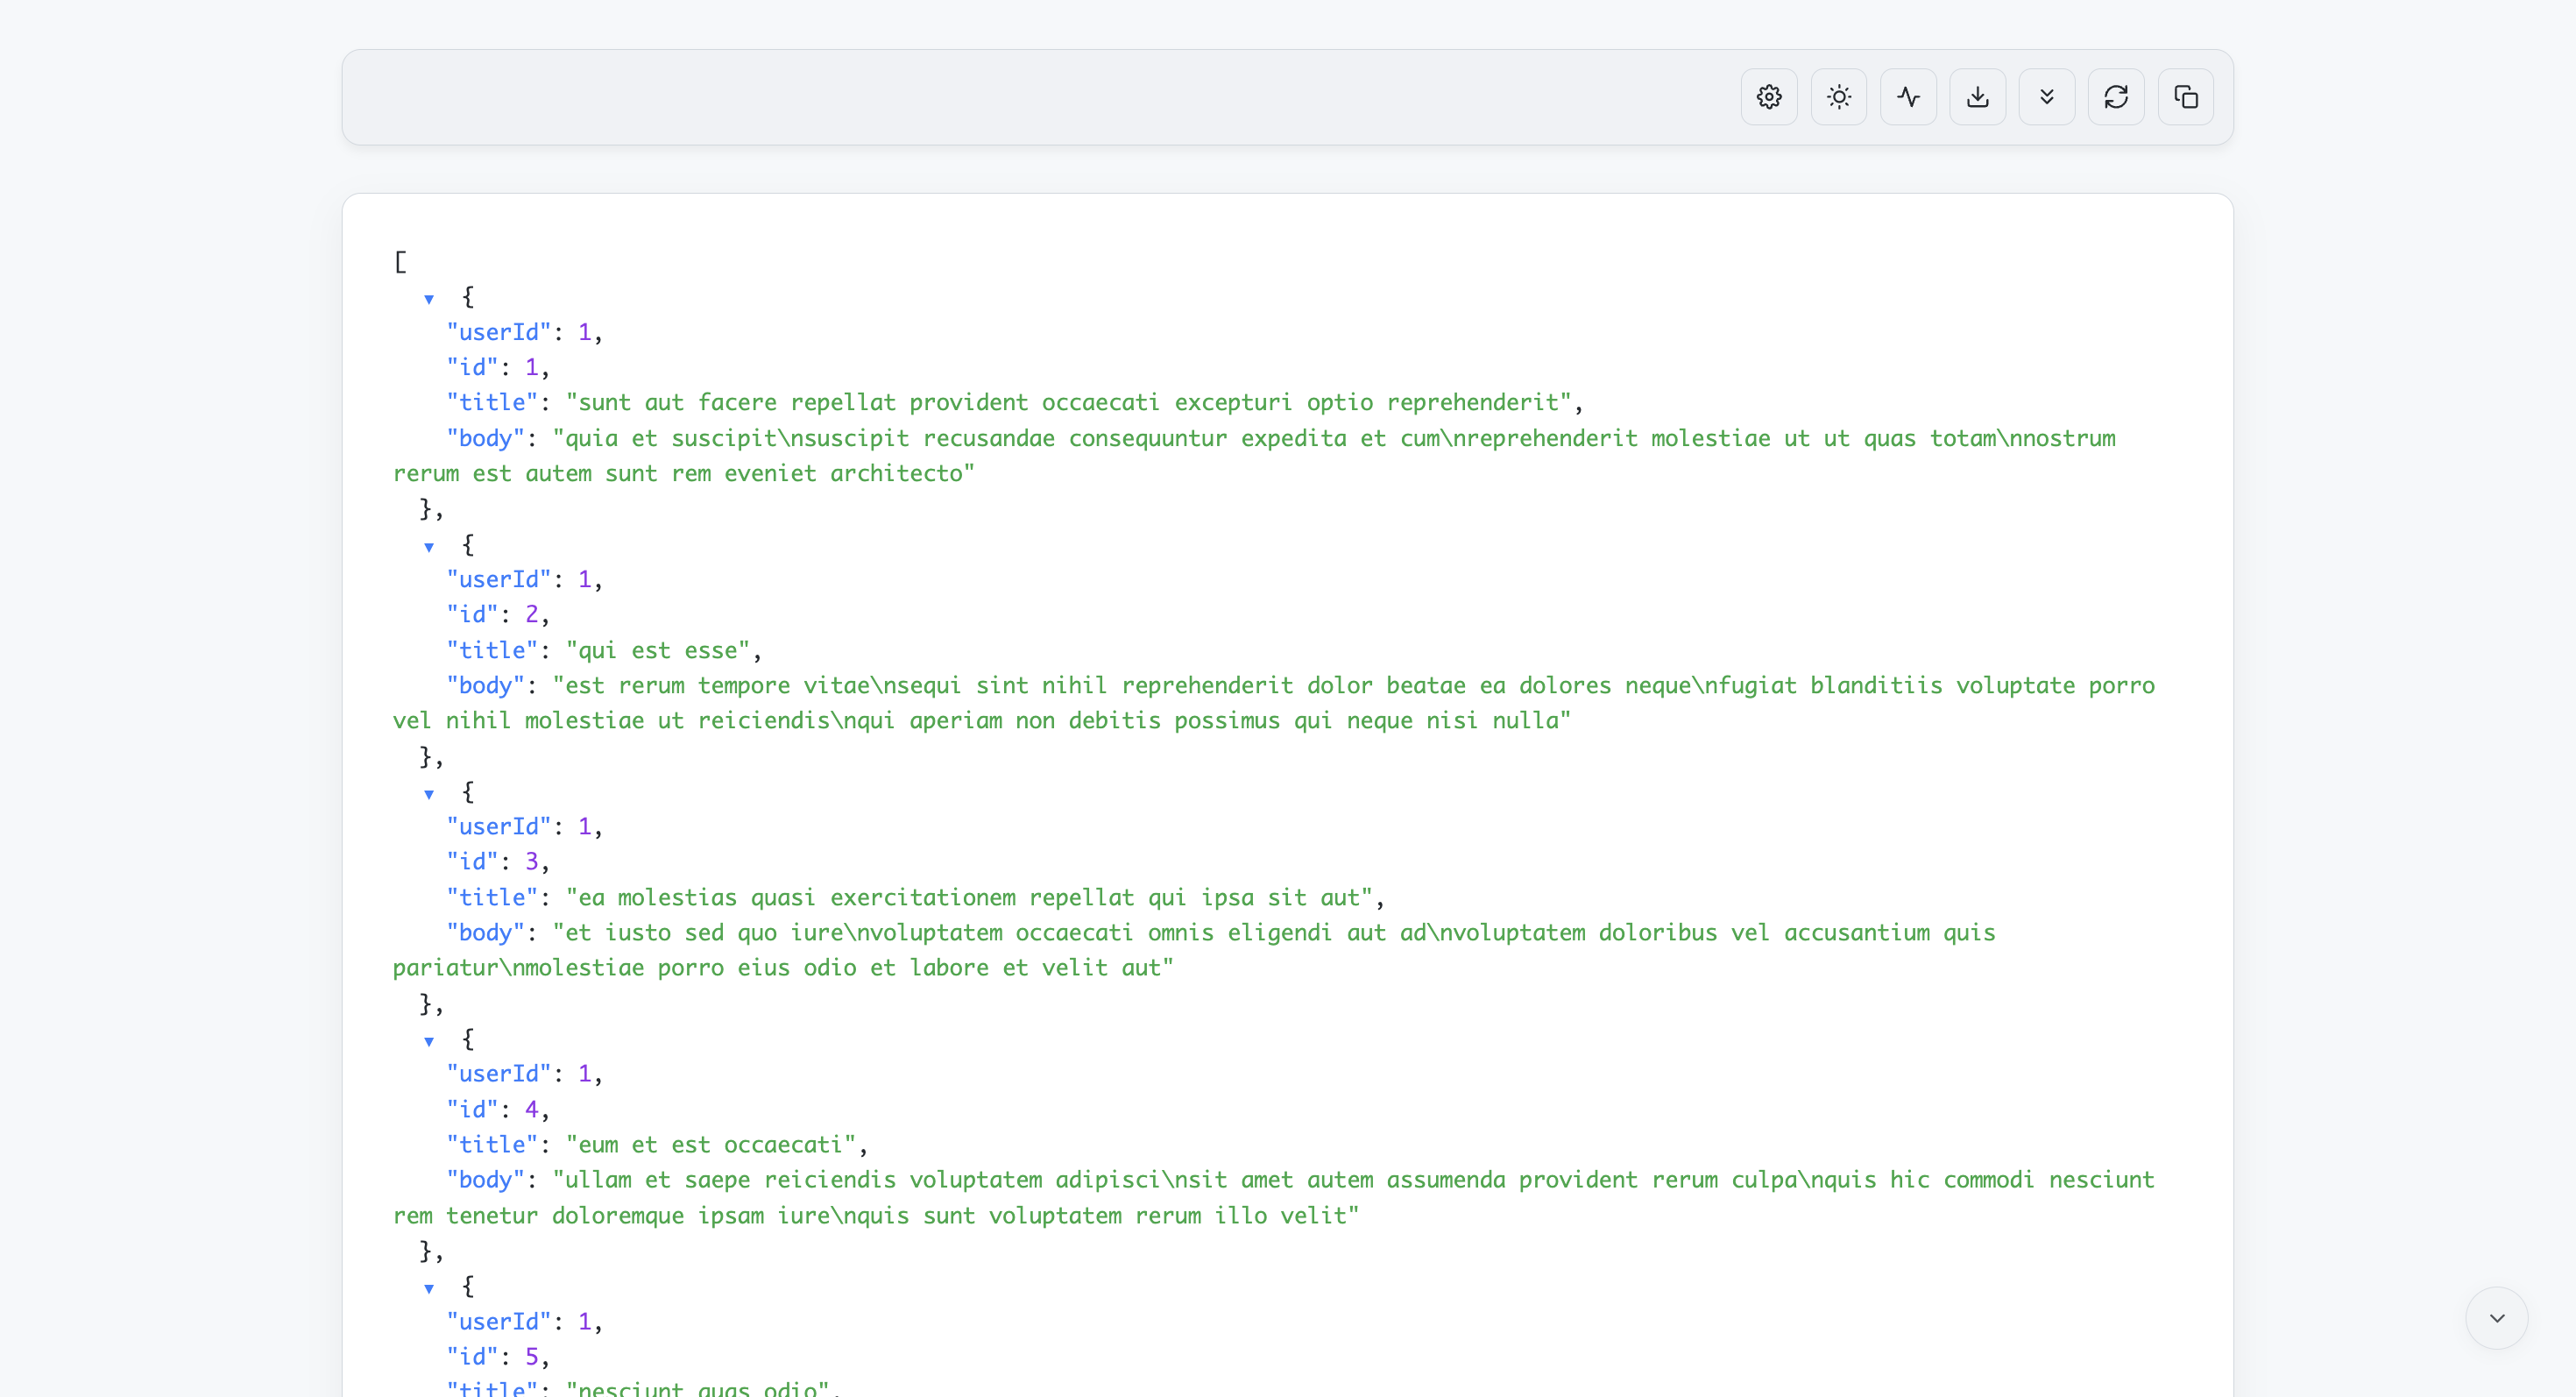 [
{
"userId": 1,
"id": 1,
"title": "sunt aut facere repellat provident occaecati excepturi optio reprehenderit",
"body": "quia et suscipit\nsuscipit recusandae consequuntur expedita et cum\nreprehenderit molestiae ut ut quas totam\nnostrum
rerum est autem sunt rem eveniet architecto"
},
{
"userId": 1,
"id": 2,
"title": "qui est esse",
"body": "est rerum tempore vitae\nsequi sint nihil reprehenderit dolor beatae ea dolores neque\nfugiat blanditiis voluptate porro
vel nihil molestiae ut reiciendis\nqui aperiam non debitis possimus qui neque nisi nulla"
},
{
"userId": 1,
"id": 3,
"title": "ea molestias quasi exercitationem repellat qui ipsa sit aut",
"body": "et iusto sed quo iure\nvoluptatem occaecati omnis eligendi aut ad\nvoluptatem doloribus vel accusantium quis
pariatur\nmolestiae porro eius odio et labore et velit aut"
},
{
"userId": 1,
"id": 4,
"title": "eum et est occaecati",
"body": "ullam et saepe reiciendis voluptatem adipisci\nsit amet autem assumenda provident rerum culpa\nquis hic commodi nesciunt
rem tenetur doloremque ipsam iure\nquis sunt voluptatem rerum illo velit"
},
{
"userId": 1,
"id": 5,
"title": "nesciunt quas odio",